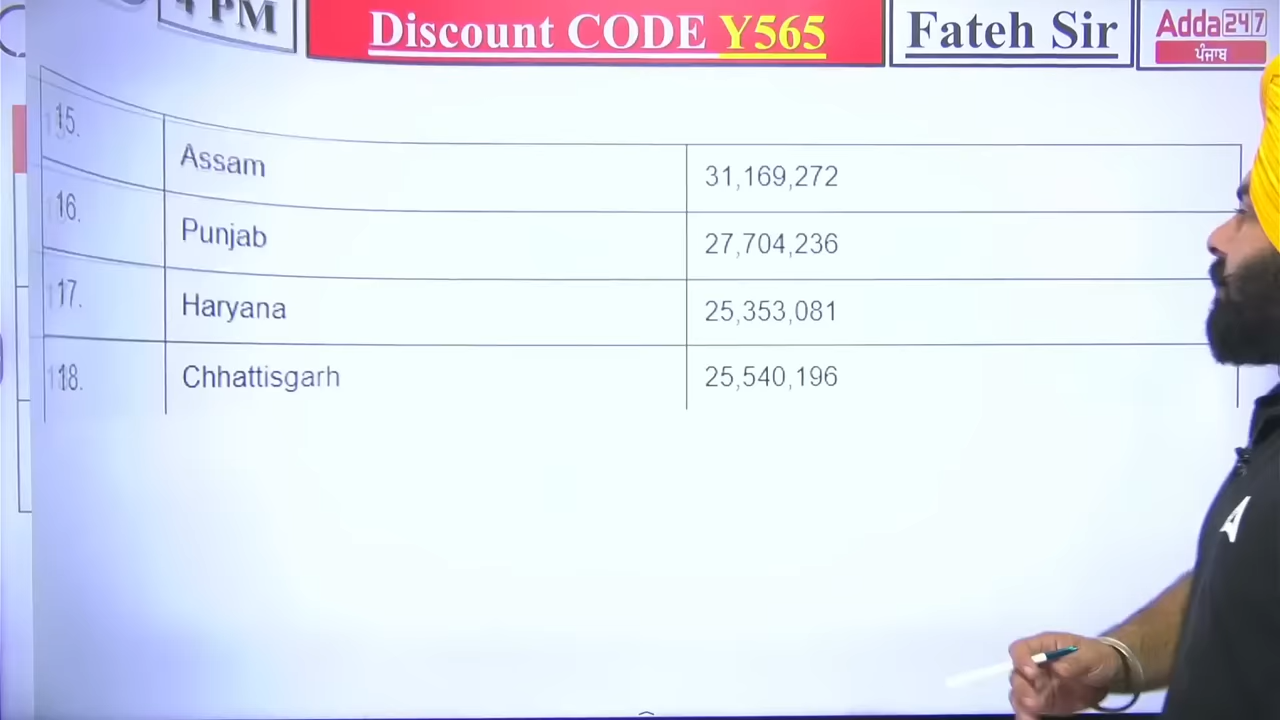 4 PM
Discount CODE Y565
Fateh Sir
Adda247
ਪੰਜਾਬ
15. Assam 31,169,272
16. Punjab 27,704,236
17. Haryana 25,353,081
18. Chhattisgarh 25,540,196